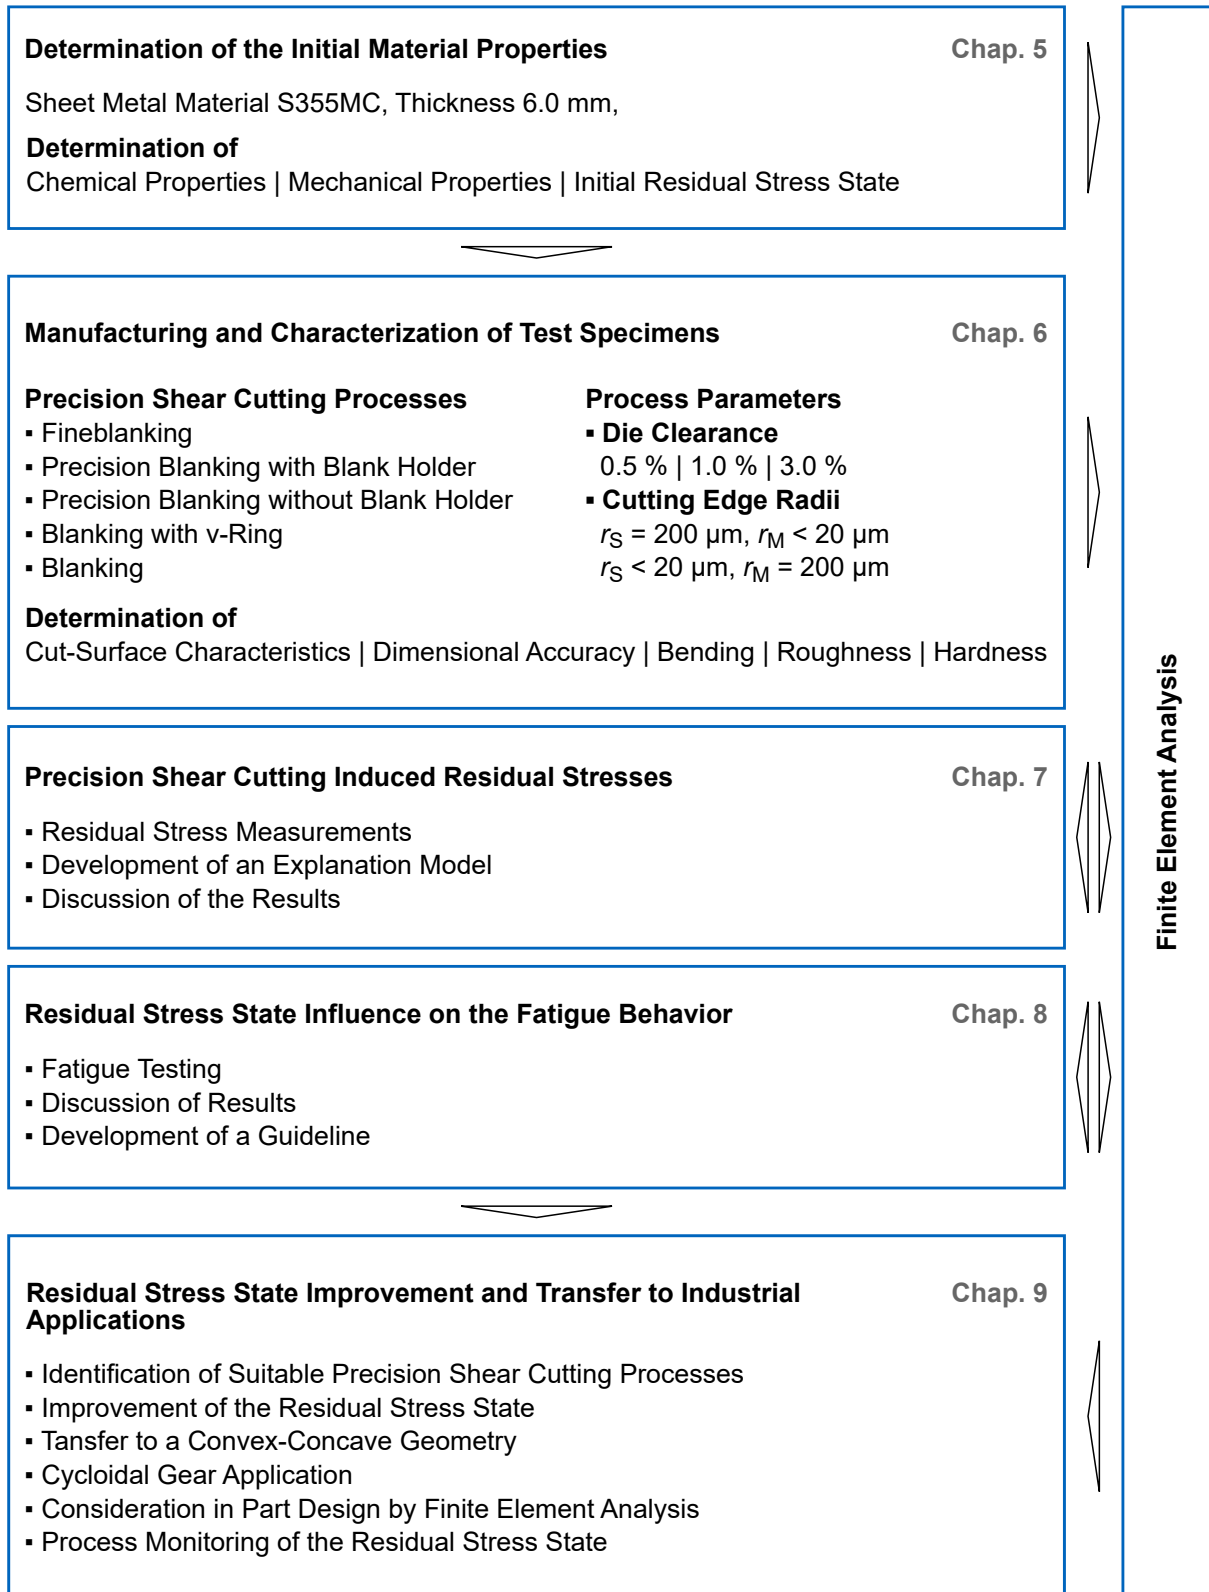 Determination of the Initial Material Properties Chap. 5
Sheet Metal Material S355MC, Thickness 6.0 mm,
Determination of
Chemical Properties | Mechanical Properties | Initial Residual Stress State
Manufacturing and Characterization of Test Specimens Chap. 6
Precision Shear Cutting Processes
▪ Fineblanking
▪ Precision Blanking with Blank Holder
▪ Precision Blanking without Blank Holder
▪ Blanking with v-Ring
▪ Blanking
Process Parameters
▪ Die Clearance
0.5 % | 1.0 % | 3.0 %
▪ Cutting Edge Radii
rS = 200 µm, rM < 20 µm
rS < 20 µm, rM = 200 µm
Determination of
Cut-Surface Characteristics | Dimensional Accuracy | Bending | Roughness | Hardness
Precision Shear Cutting Induced Residual Stresses Chap. 7
▪ Residual Stress Measurements
▪ Development of an Explanation Model
▪ Discussion of the Results
Residual Stress State Influence on the Fatigue Behavior Chap. 8
▪ Fatigue Testing
▪ Discussion of Results
▪ Development of a Guideline
Residual Stress State Improvement and Transfer to Industrial Chap. 9
Applications
▪ Identification of Suitable Precision Shear Cutting Processes
▪ Improvement of the Residual Stress State
▪ Tansfer to a Convex-Concave Geometry
▪ Cycloidal Gear Application
▪ Consideration in Part Design by Finite Element Analysis
▪ Process Monitoring of the Residual Stress State
Finite Element Analysis